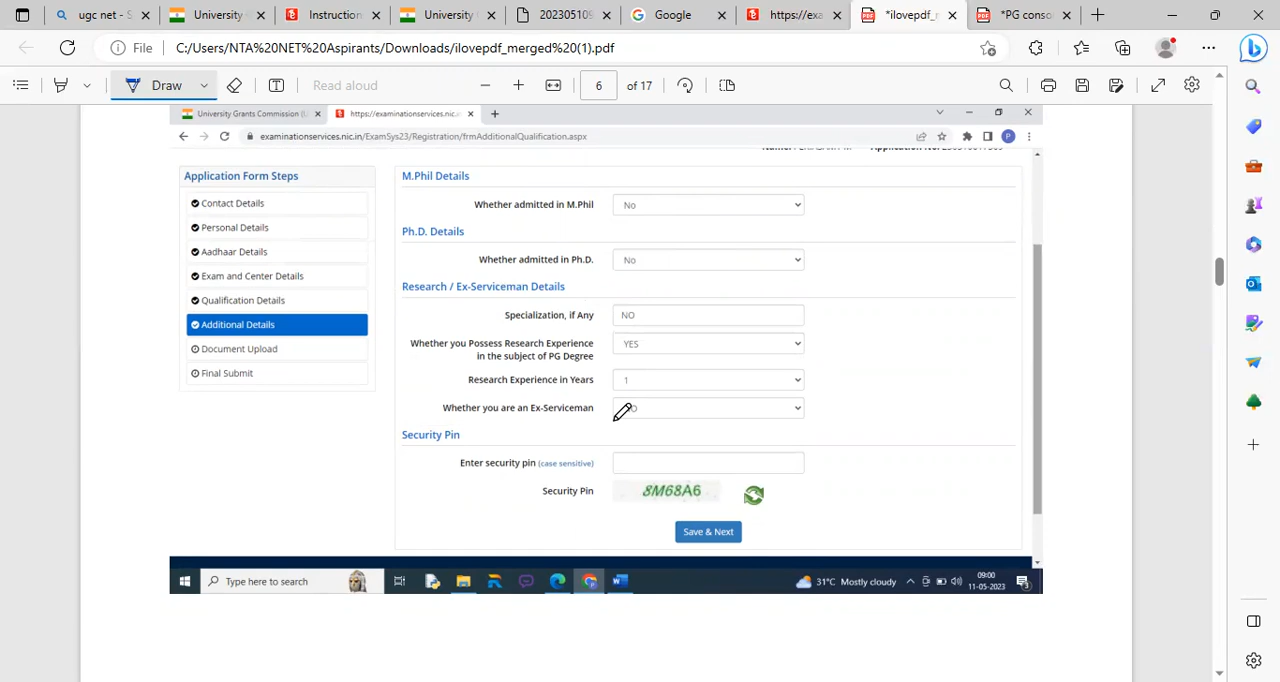 ugc net - S
University (
Instruction
University (
202305109
Google
https://exa
*ilovepdf_m
*PG conso
File
C:/Users/NTA%20NET%20Aspirants/Downloads/ilovepdf_merged%20(1).pdf
Draw
Read aloud
6 of 17
University Grants Commission (
https://examinationservices.nic.
examinationservices.nic.in/ExamSys23/Registration/frmAdditionalQualification.aspx
P
Application Form Steps
Contact Details
Personal Details
Aadhaar Details
Exam and Center Details
Qualification Details
Additional Details
Document Upload
Final Submit
M.Phil Details
Whether admitted in M.Phil No
Ph.D. Details
Whether admitted in Ph.D. No
Research / Ex-Serviceman Details
Specialization, if Any NO
Whether you Possess Research Experience
in the subject of PG Degree YES
Research Experience in Years 1
Whether you are an Ex-Serviceman
Security Pin
Enter security pin (case sensitive)
Security Pin 8M68A6
Save & Next
Type here to search
31°C Mostly cloudy
09:00
11-05-2023